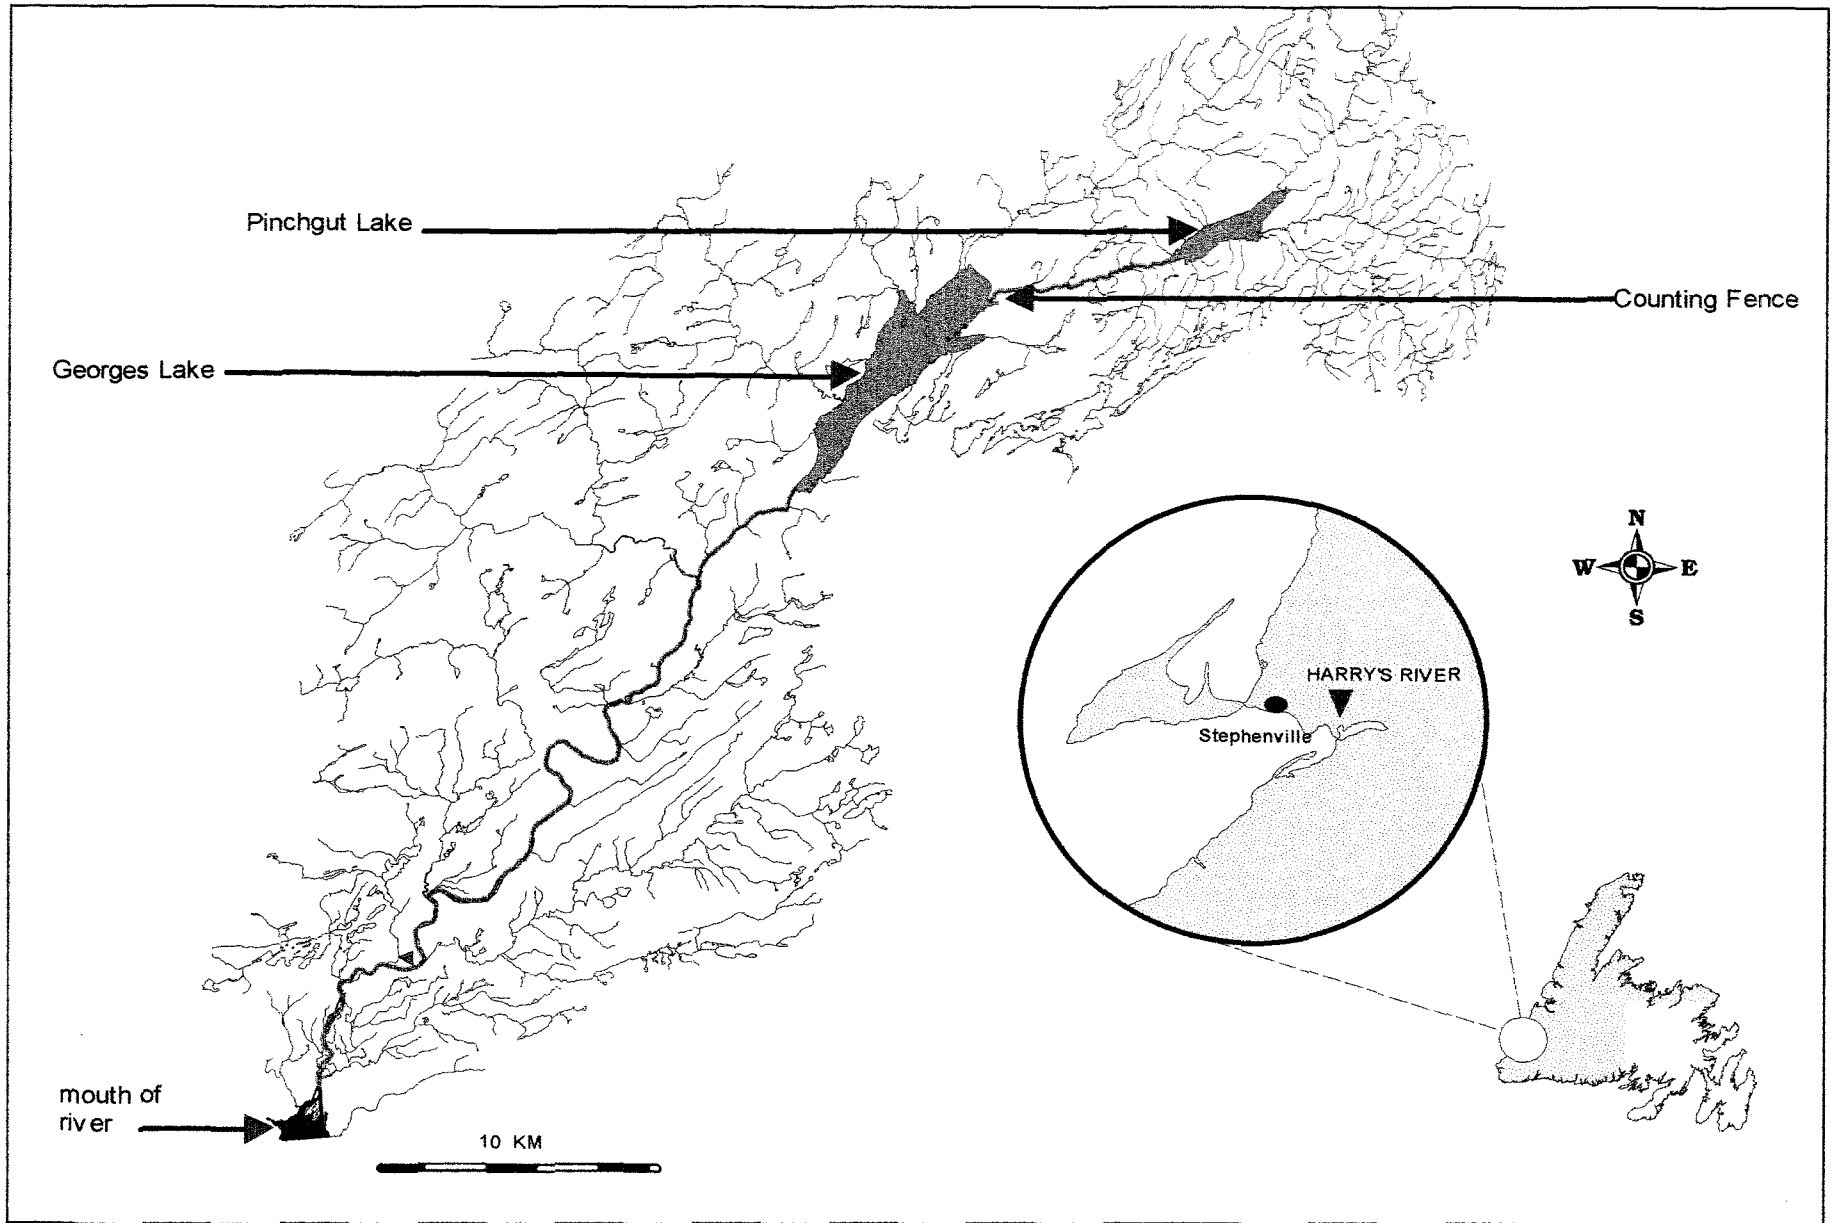 Pinchgut Lake
Counting Fence
Georges Lake
N
W E
S
HARRY'S RIVER
Stephenville
mouth of
river
10 KM